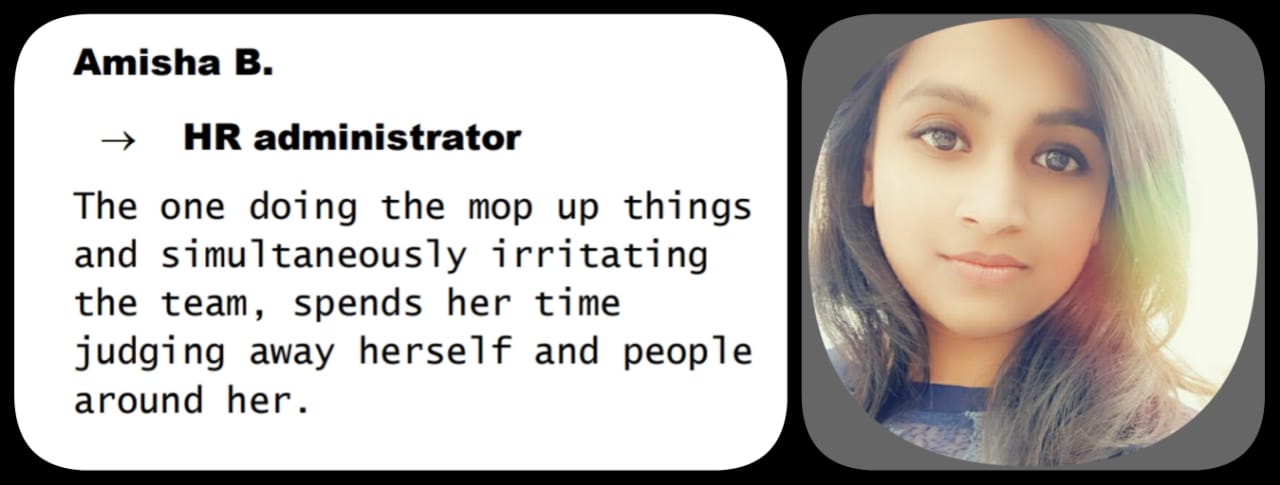 Amisha B.
→ HR administrator
The one doing the mop up things
and simultaneously irritating
the team, spends her time
judging away herself and people
around her.